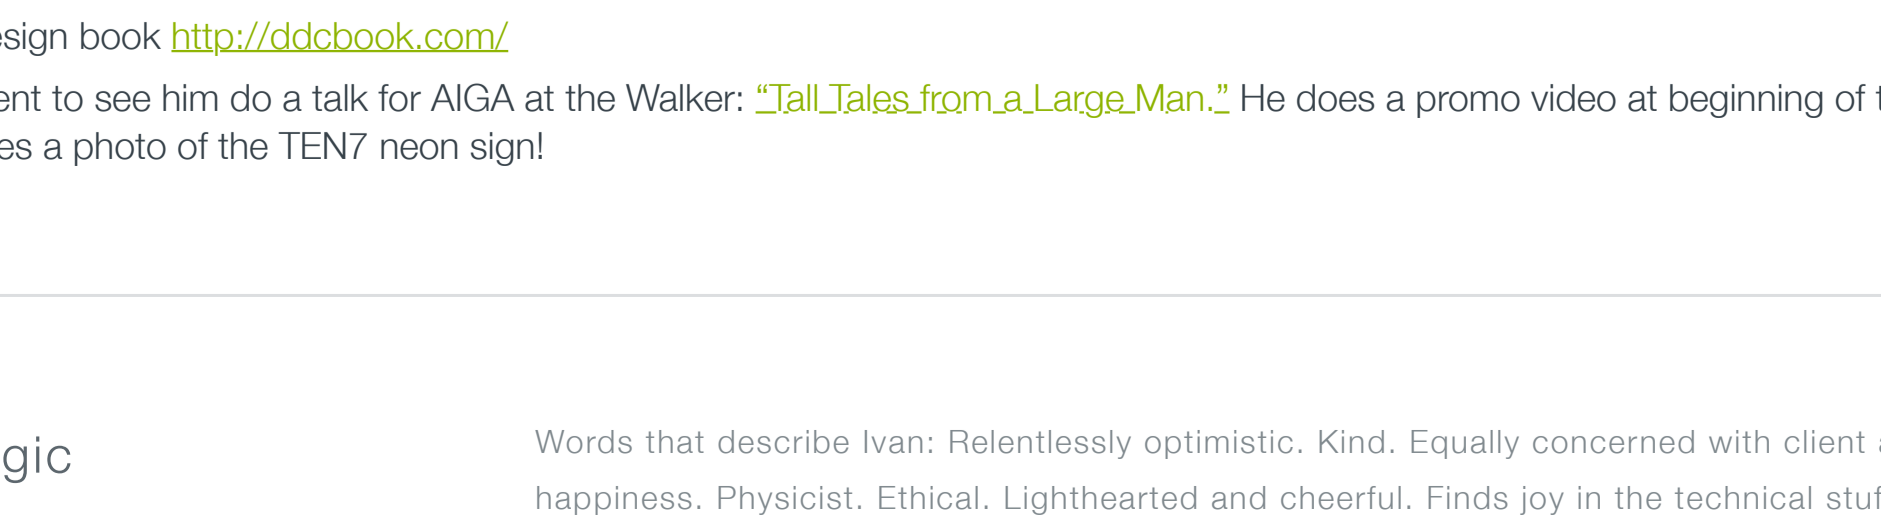 esign book http://ddcbook.com/
ent to see him do a talk for AIGA at the Walker: “Tall Tales from a Large Man.” He does a promo video at beginning of t
es a photo of the TEN7 neon sign!
gic
Words that describe Ivan: Relentlessly optimistic. Kind. Equally concerned with client a
happiness. Physicist. Ethical. Lighthearted and cheerful. Finds joy in the technical stuf